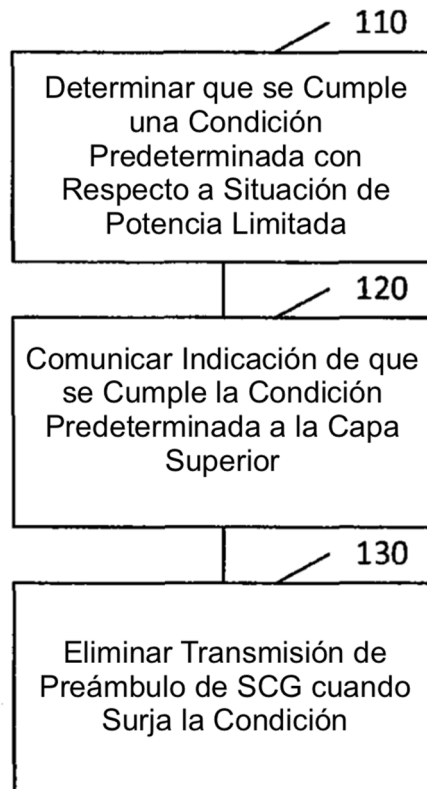 110
Determinar que se Cumple
una Condición
Predeterminada con
Respecto a Situación de
Potencia Limitada
120
Comunicar Indicación de que
se Cumple la Condición
Predeterminada a la Capa
Superior
130
Eliminar Transmisión de
Preámbulo de SCG cuando
Surja la Condición